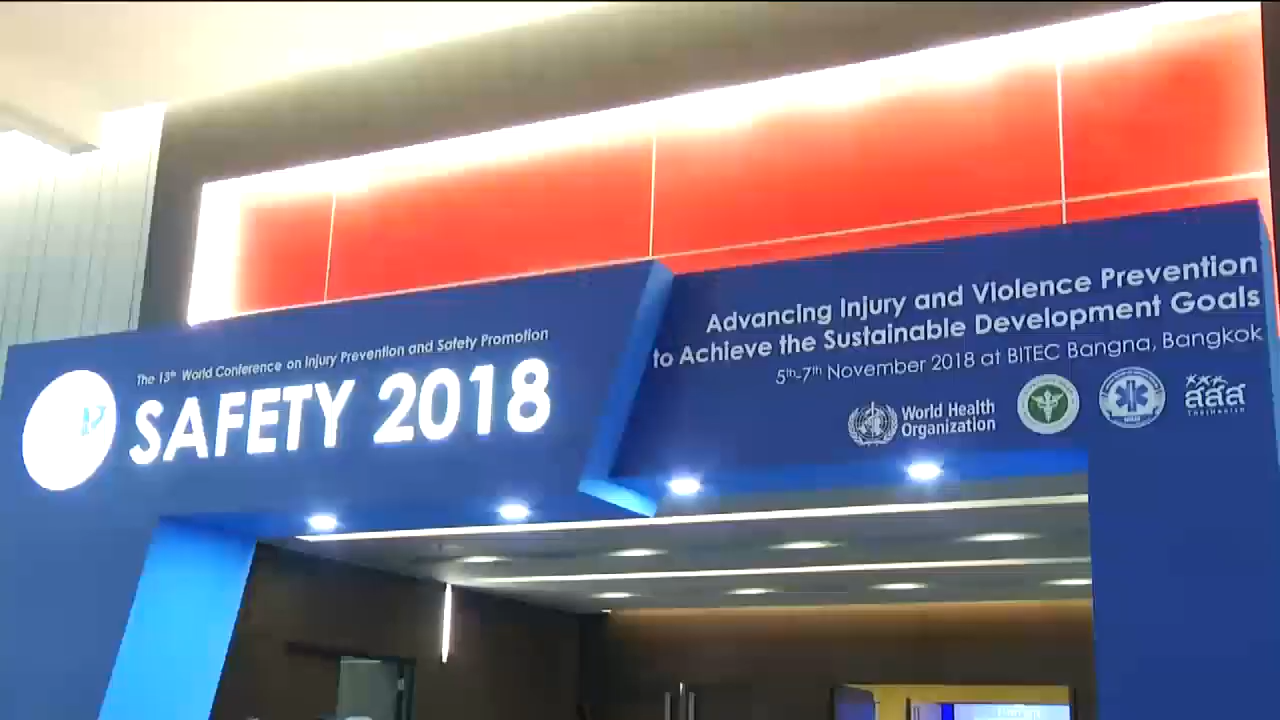 The 13th World Conference on Injury Prevention and Safety Promotion
SAFETY 2018
Advancing Injury and Violence Prevention
to Achieve the Sustainable Development Goals
5th-7th November 2018 at BITEC Bangna, Bangkok
World Health
Organization
สสส